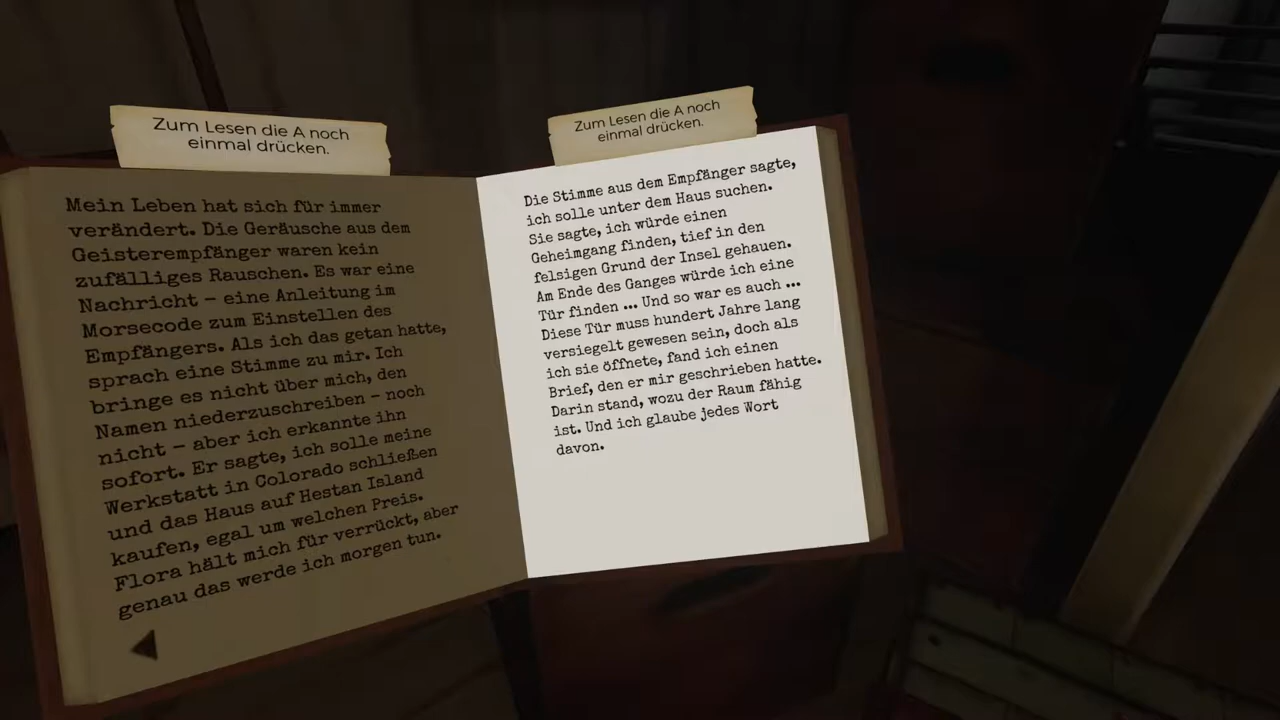 Zum Lesen die A noch
einmal drücken.
Mein Leben hat sich für immer
verändert. Die Geräusche aus dem
Geisterempfänger waren kein
zufälliges Rauschen. Es war eine
Nachricht – eine Anleitung im
Morsecode zum Einstellen des
Empfängers. Als ich das getan hatte,
sprach eine Stimme zu mir. Ich
bringe es nicht über mich, den
Namen niederzuschreiben – noch
nicht – aber ich erkannte ihn
sofort. Er sagte, ich solle meine
Werkstatt in Colorado schließen
und das Haus auf Hestan Island
kaufen, egal um welchen Preis.
Flora hält mich für verrückt, aber
genau das werde ich morgen tun.
Zum Lesen die A noch
einmal drücken.
Die Stimme aus dem Empfänger sagte,
ich solle unter dem Haus suchen.
Sie sagte, ich würde einen
Geheimgang finden, tief in den
felsigen Grund der Insel gehauen.
Am Ende des Ganges würde ich eine
Tür finden ... Und so war es auch ...
Diese Tür muss hundert Jahre lang
versiegelt gewesen sein, doch als
ich sie öffnete, fand ich einen
Brief, den er mir geschrieben hatte.
Darin stand, wozu der Raum fähig
ist. Und ich glaube jedes Wort
davon.